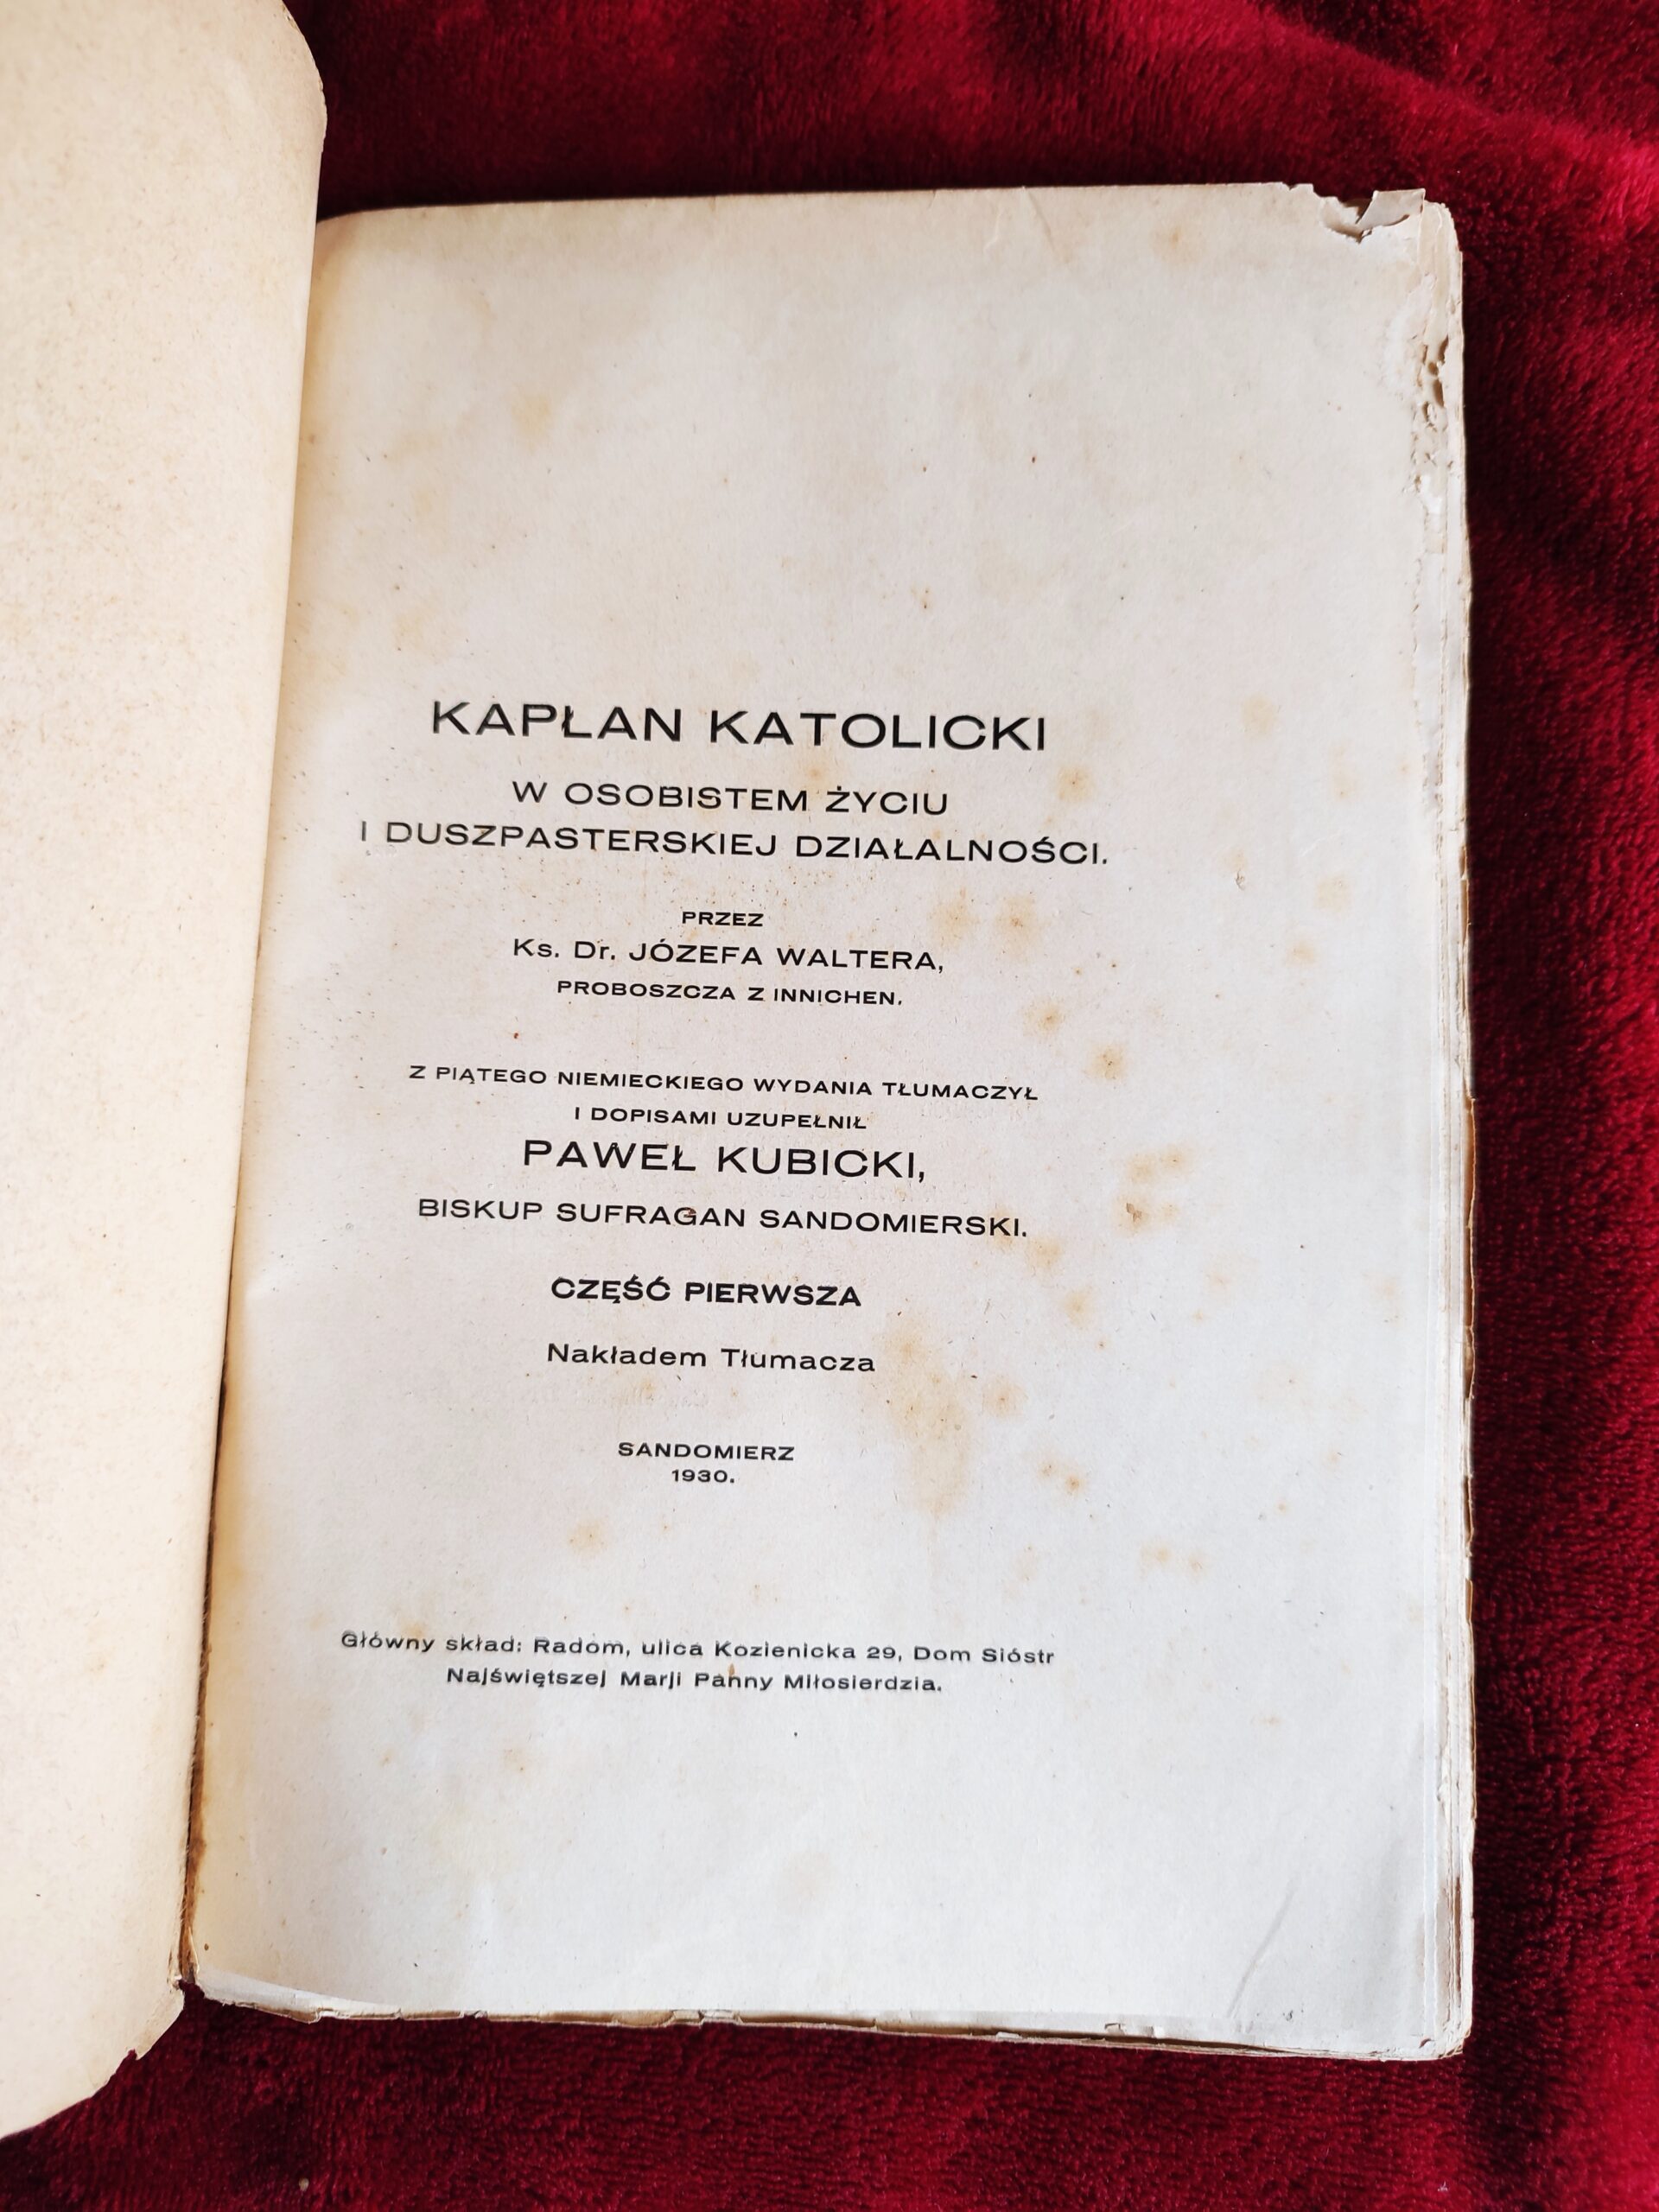 KAPŁAN KATOLICKI
W OSOBISTEM ŻYCIU
I DUSZPASTERSKIEJ DZIAŁALNOŚCI.
PRZEZ
Ks. Dr. JÓZEFA WALTERA,
PROBOSZCZA Z INNICHEN.
Z PIĄTEGO NIEMIECKIEGO WYDANIA TŁUMACZYŁ
I DOPISAMI UZUPEŁNIŁ
PAWEŁ KUBICKI,
BISKUP SUFRAGAN SANDOMIERSKI.
CZĘŚĆ PIERWSZA
Nakładem Tłumacza
SANDOMIERZ
1930.
Główny skład: Radom, ulica Kozienicka 29, Dom Sióstr
Najświętszej Marji Panny Miłosierdzia.